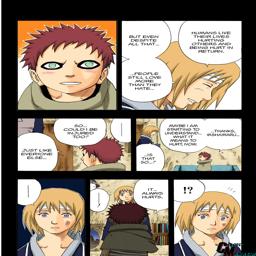 HUMANS LIVE
THEIR LIVES
HURTING
OTHERS AND
BEING HURT IN
RETURN.
BUT EVEN
DESPITE
ALL THAT...
...PEOPLE
STILL LOVE
MORE
THAN THEY
HATE...
...THANKS,
YASHAMARU...
MAYBE I AM
STARTING TO
UNDERSTAND...
WHAT IT
MEANS TO
HURT, NOW.
IS
THAT
SO...
SO...
COULD I BE
INJURED
TOO?
JUST LIKE
EVERYONE
ELSE...
!?
IT...
ALWAYS
HURTS.